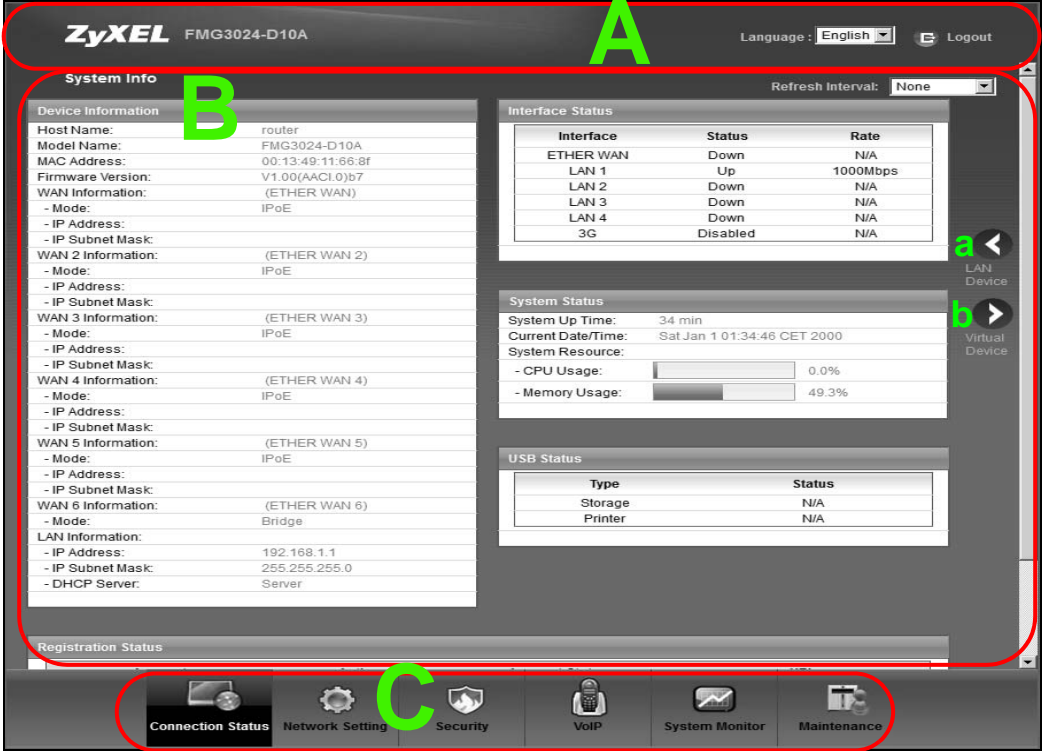 A
ZyXEL FMG3024-D10A
Language : English
Logout
System Info
B
Refresh Interval: None
Device Information
Host Name: router
Model Name: FMG3024-D10A
MAC Address: 00:13:49:11:66:8f
Firmware Version: V1.00(AACI.0)b7
WAN Information: (ETHER WAN)
- Mode: IPoE
- IP Address:
- IP Subnet Mask:
WAN 2 Information: (ETHER WAN 2)
- Mode: IPoE
- IP Address:
- IP Subnet Mask:
WAN 3 Information: (ETHER WAN 3)
- Mode: IPoE
- IP Address:
- IP Subnet Mask:
WAN 4 Information: (ETHER WAN 4)
- Mode: IPoE
- IP Address:
- IP Subnet Mask:
WAN 5 Information: (ETHER WAN 5)
- Mode: IPoE
- IP Address:
- IP Subnet Mask:
WAN 6 Information: (ETHER WAN 6)
- Mode: Bridge
LAN Information:
- IP Address: 192.168.1.1
- IP Subnet Mask: 255.255.255.0
- DHCP Server: Server
Interface Status
Interface Status Rate
ETHER WAN Down N/A
LAN 1 Up 1000Mbps
LAN 2 Down N/A
LAN 3 Down N/A
LAN 4 Down N/A
3G Disabled N/A
a
LAN
Device
b
Virtual
Device
System Status
System Up Time: 34 min
Current Date/Time: Sat Jan 1 01:34:46 CET 2000
System Resource:
- CPU Usage: 0.0%
- Memory Usage: 49.3%
USB Status
Type Status
Storage N/A
Printer N/A
Registration Status
C
Connection Status Network Setting Security VoIP System Monitor Maintenance